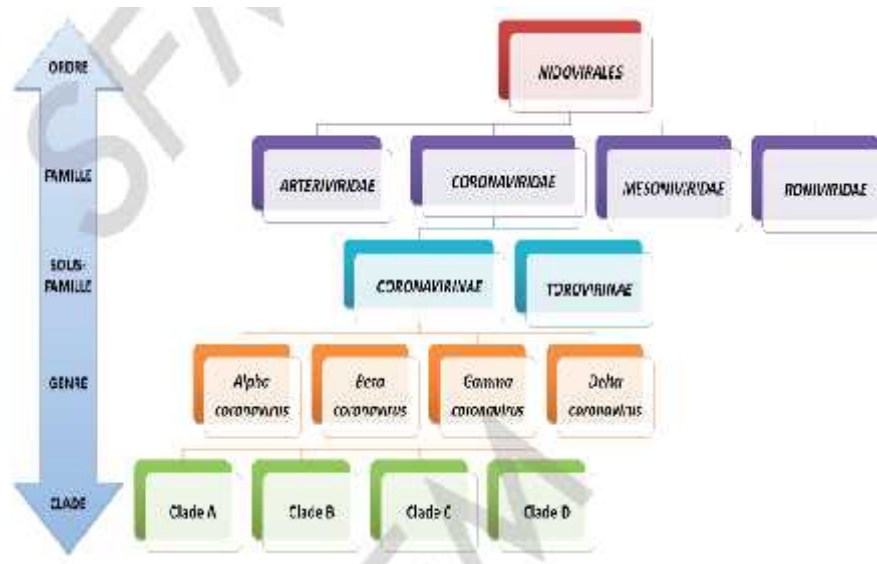 ORDRE
NIDOVIRALES
FAMILLE
ARTERIVIRIDAE
CORONAVIRIDAE
MESONIVIRIDAE
RONIVIRIDAE
SOUS-
FAMILLE
CORONAVIRINAE
TOROVIRINAE
GENRE
Alpha
coronavirus
Beta
coronavirus
Gamma
coronavirus
Delta
coronavirus
CLADE
Clade A
Clade B
Clade C
Clade D